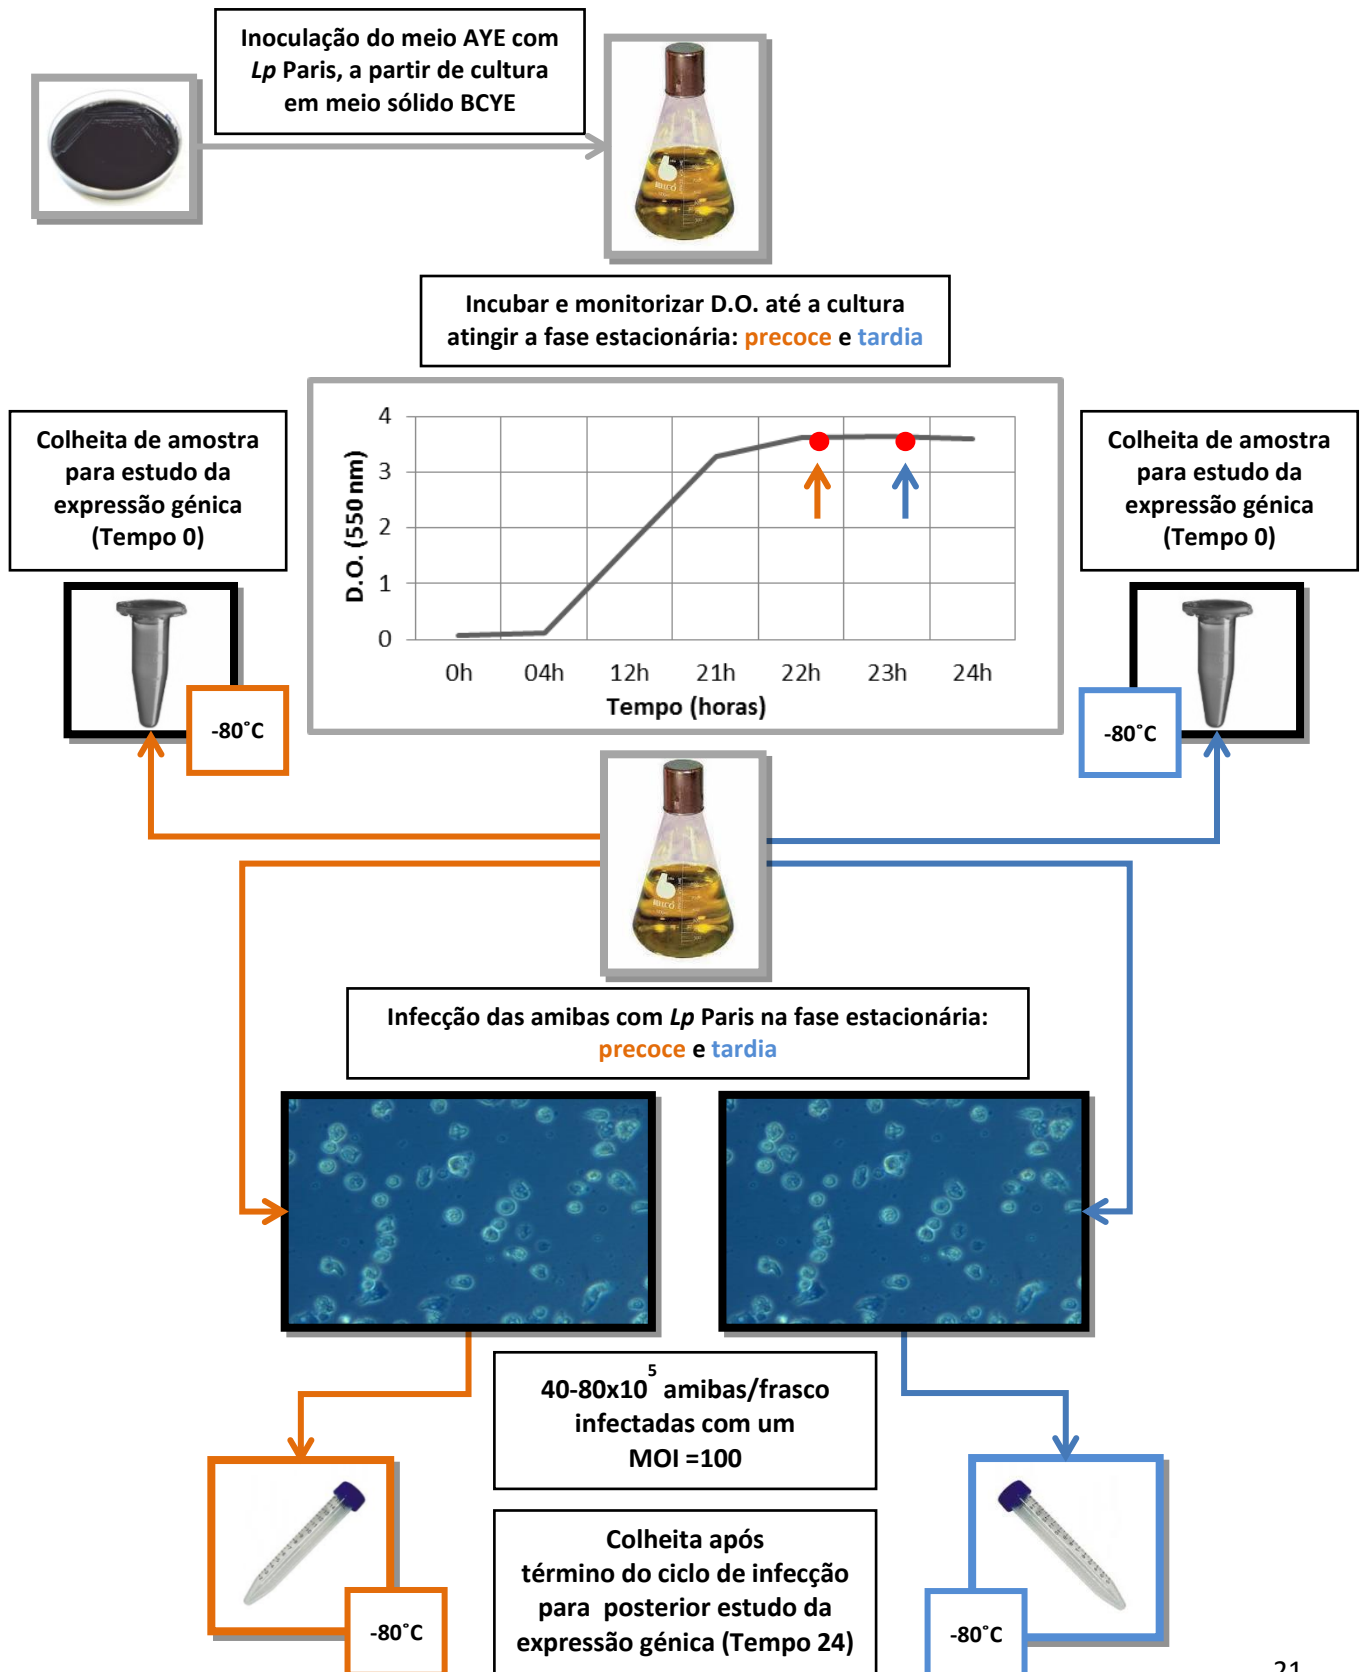 Inoculação do meio AYE com
Lp Paris, a partir de cultura
em meio sólido BCYE
Incubar e monitorizar D.O. até a cultura
atingir a fase estacionária: precoce e tardia
Colheita de amostra
para estudo da
expressão génica
(Tempo 0)
-80˚C
D.O. (550 nm)
4
3
2
1
0
0h 04h 12h 21h 22h 23h 24h
Tempo (horas)
Colheita de amostra
para estudo da
expressão génica
(Tempo 0)
-80˚C
Infecção das amibas com Lp Paris na fase estacionária:
precoce e tardia
40-80x10⁵ amibas/frasco
infectadas com um
MOI =100
Colheita após
término do ciclo de infecção
para posterior estudo da
expressão génica (Tempo 24)
-80˚C
-80˚C
21